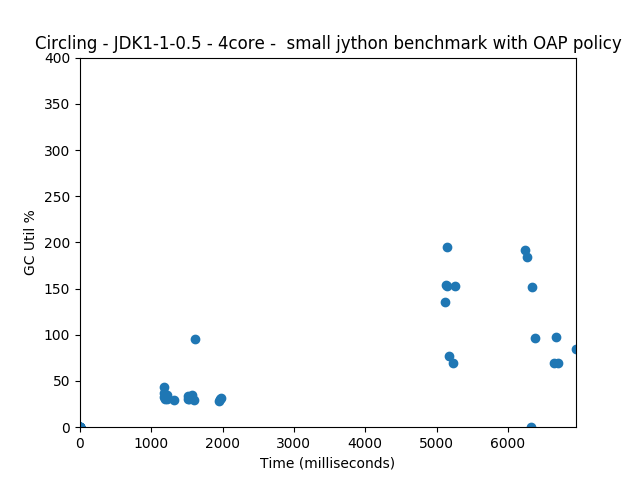 Circling - JDK1-1-0.5 - 4core -  small jython benchmark with OAP policy
400
350
300
250
200
150
100
50
0
GC Util %
0 1000 2000 3000 4000 5000 6000
Time (milliseconds)